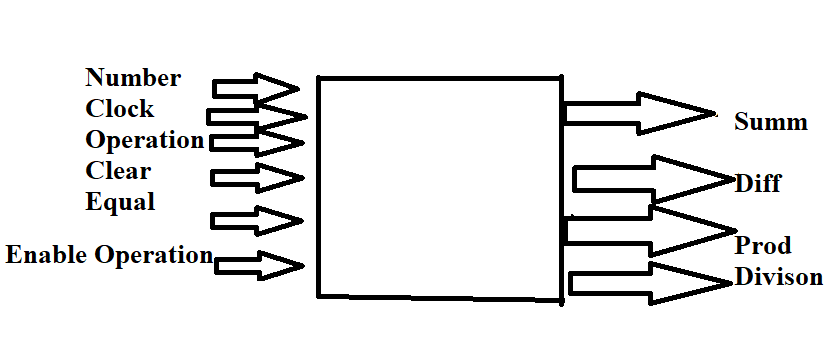 Number
Clock
Operation
Clear
Equal
Enable Operation
Summ
Diff
Prod
Divison